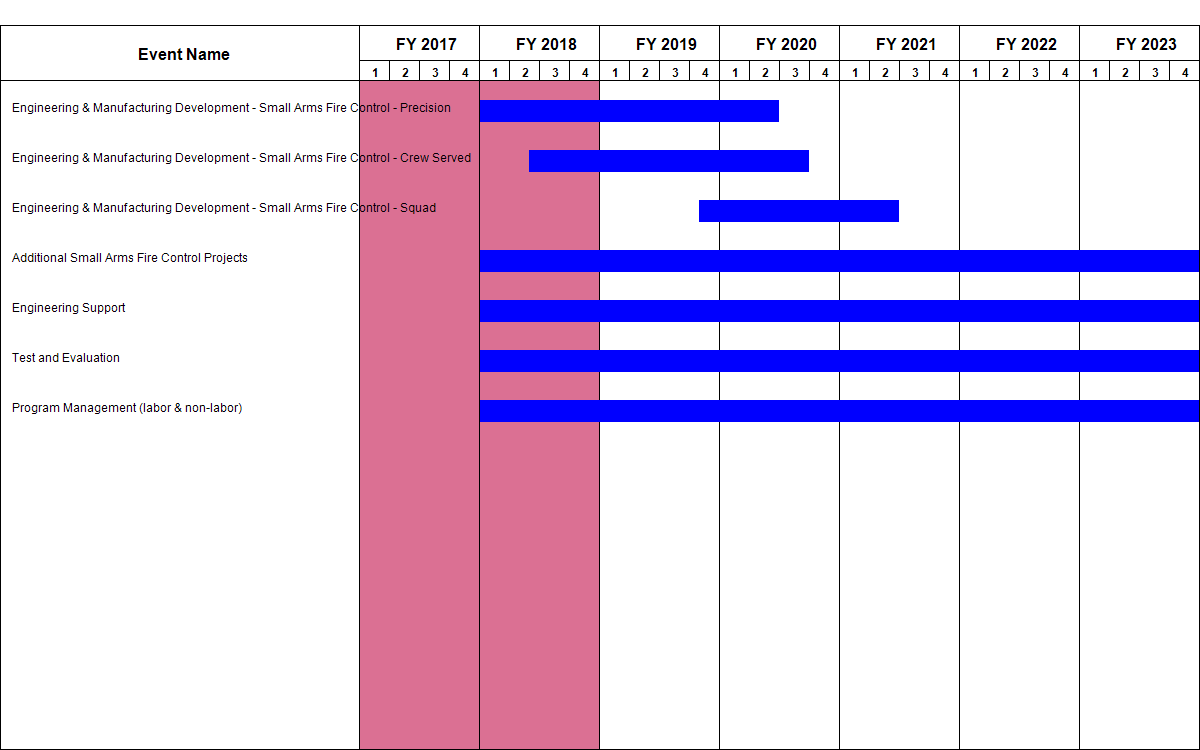 Event Name
FY 2017 FY 2018 FY 2019 FY 2020 FY 2021 FY 2022 FY 2023
1 2 3 4 1 2 3 4 1 2 3 4 1 2 3 4 1 2 3 4 1 2 3 4 1 2 3 4
Engineering & Manufacturing Development - Small Arms Fire Control - Precision
Engineering & Manufacturing Development - Small Arms Fire Control - Crew Served
Engineering & Manufacturing Development - Small Arms Fire Control - Squad
Additional Small Arms Fire Control Projects
Engineering Support
Test and Evaluation
Program Management (labor & non-labor)